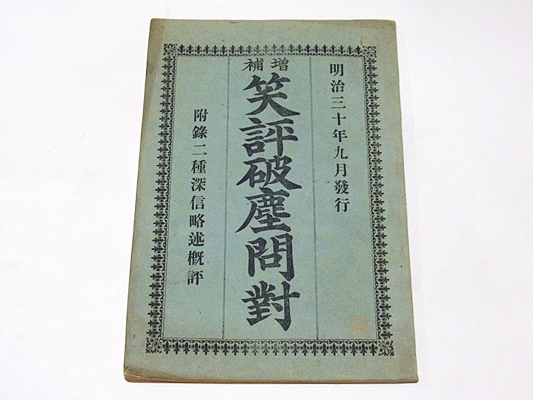 明治三十年九月發行
增補
笑評破塵問對
附錄二種深信略述概評